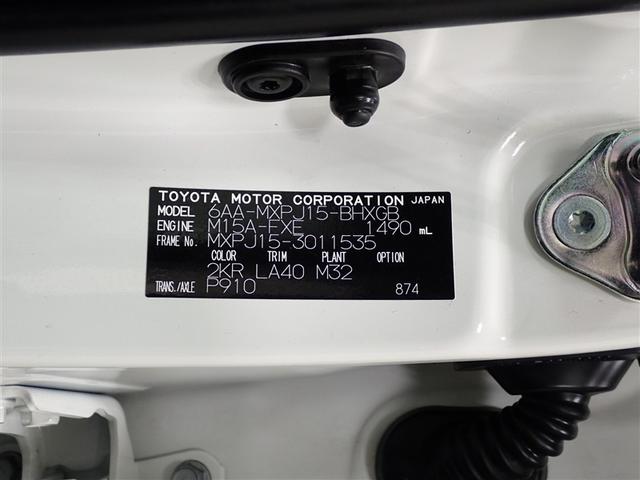 TOYOTA MOTOR CORPORATION JAPAN
MODEL 6AA-MXPJ15-BHXGB
ENGINE M15A-FXE 1490 mL
FRAME No. MXPJ15-3011535
COLOR TRIM PLANT OPTION
2KR LA40 M32
TRANS./AXLE P910 874